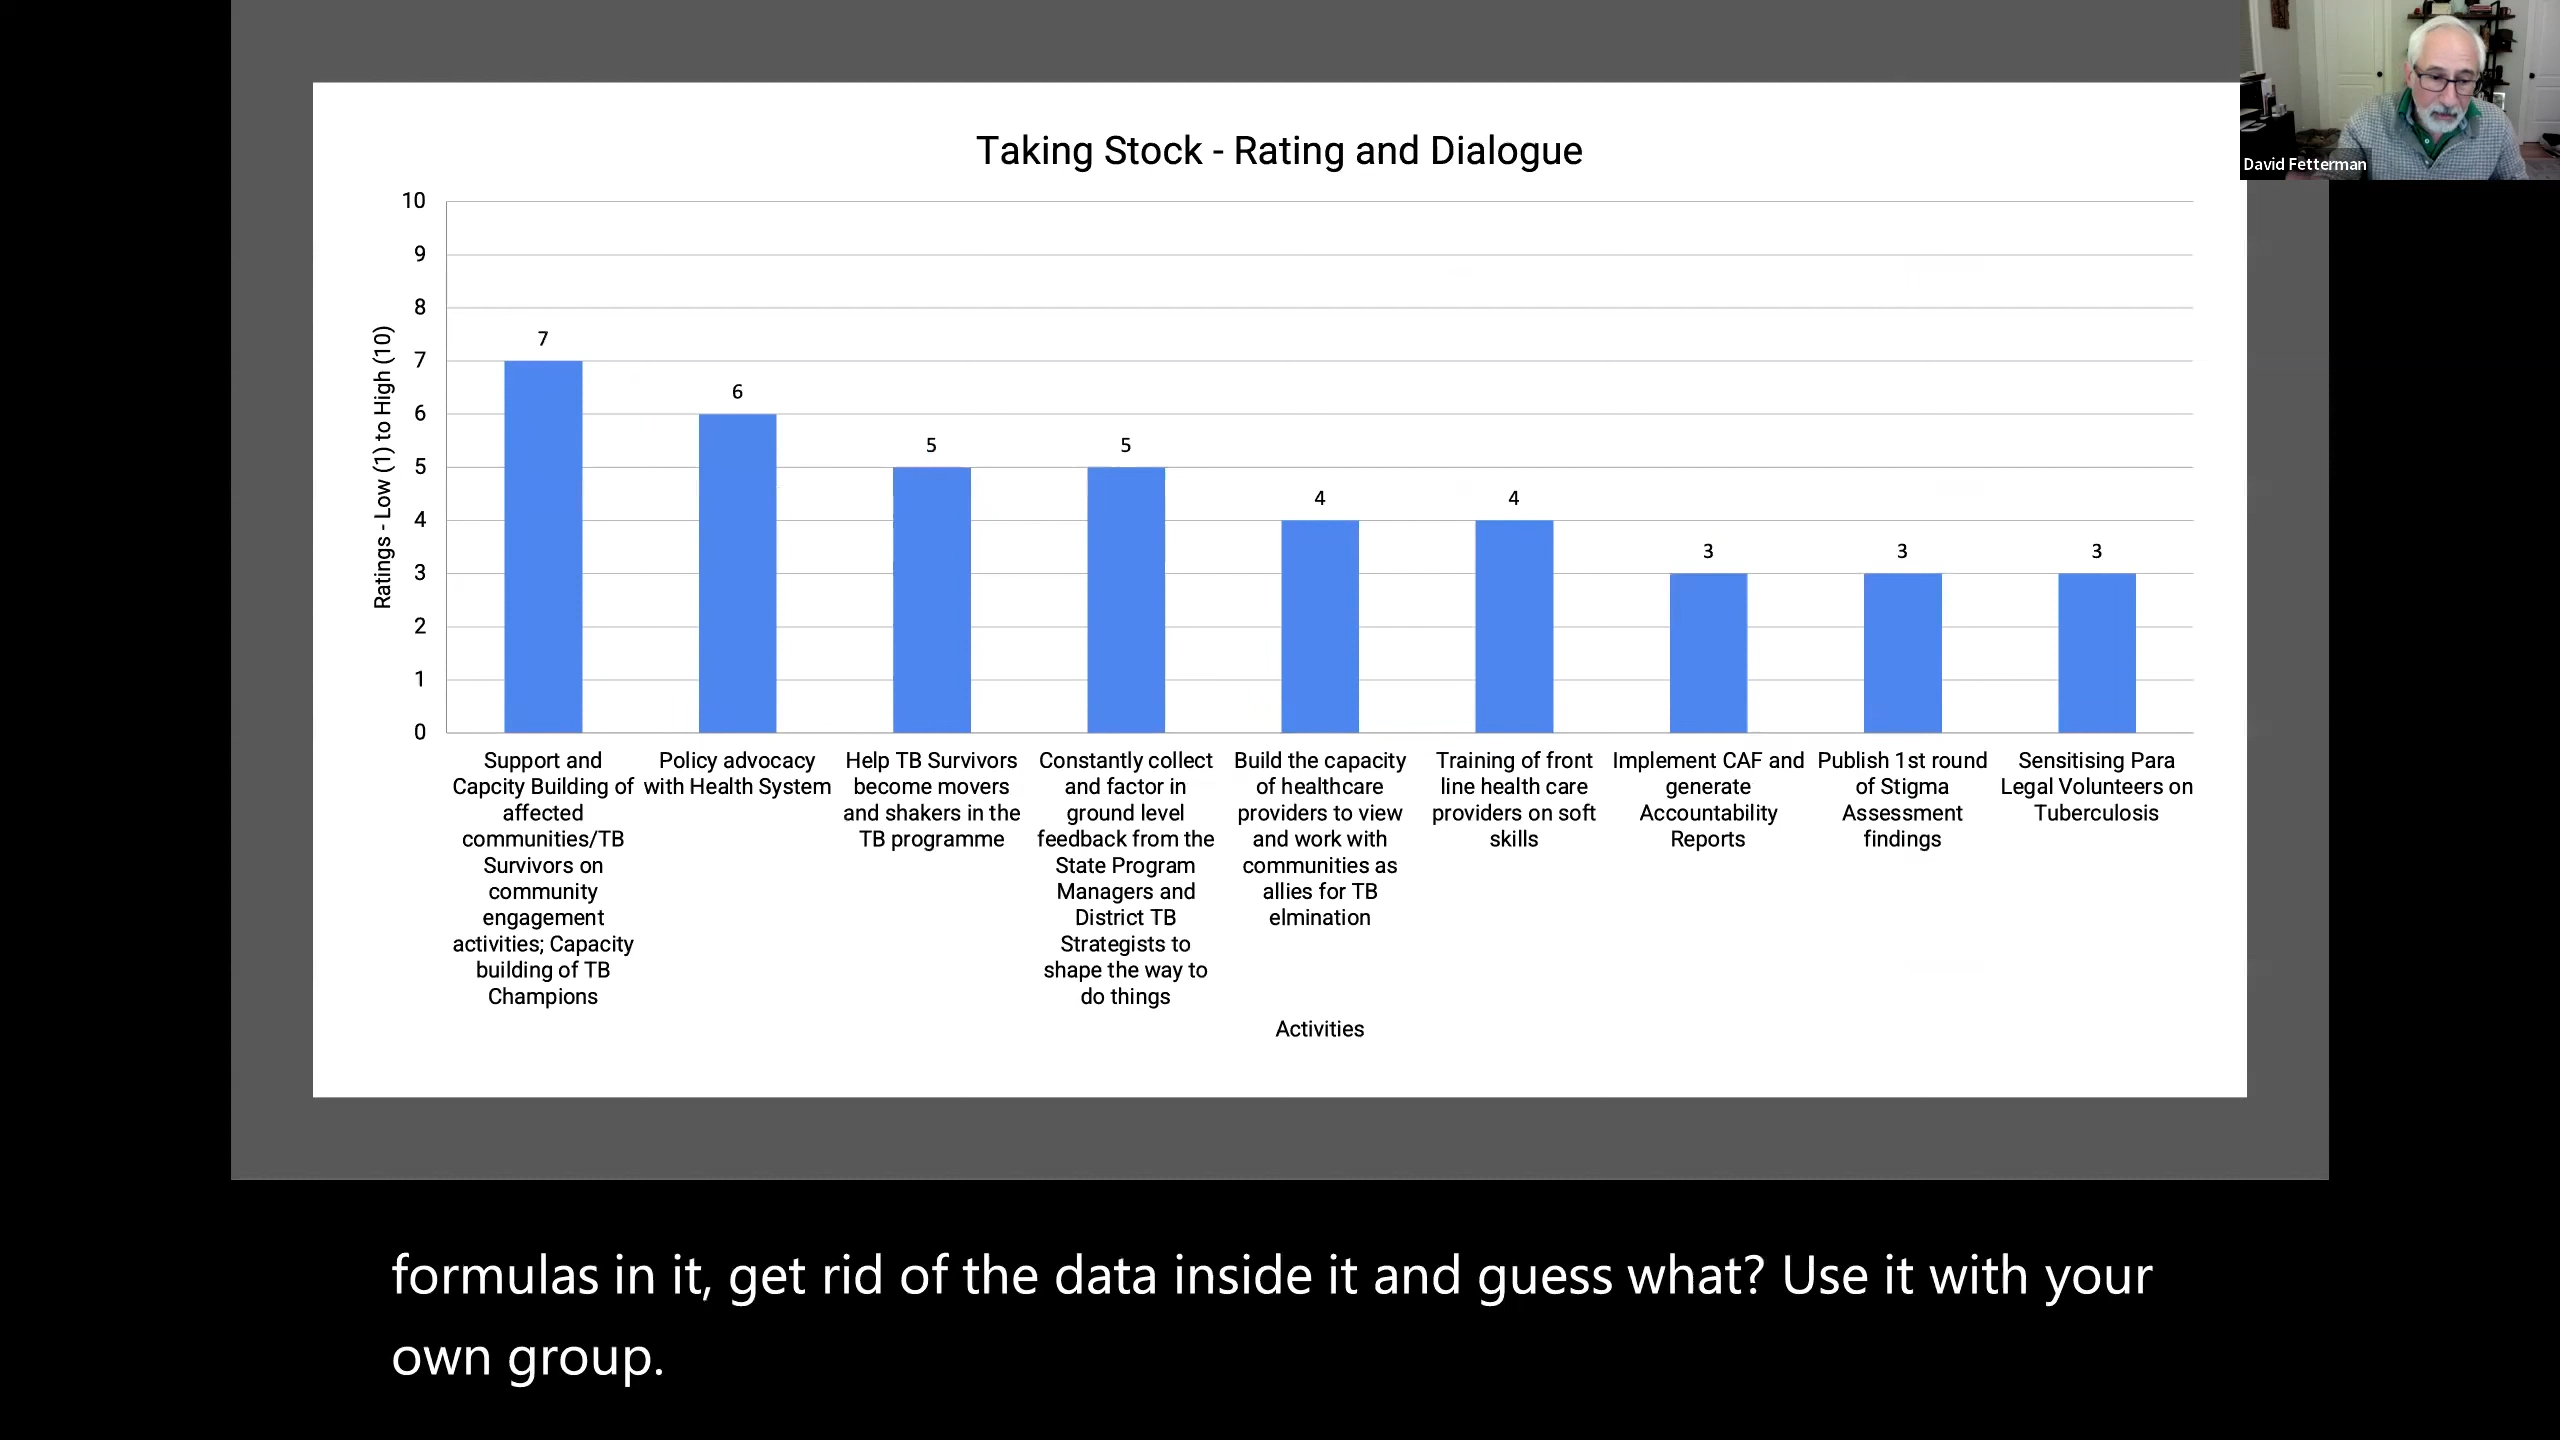 Taking Stock - Rating and Dialogue
David Fetterman
Ratings - Low (1) to High (10)
10
9
8
7
6
5
4
3
2
1
0
7
6
5
5
4
4
3
3
3
Support and
Capcity Building of
affected
communities/TB
Survivors on
community
engagement
activities; Capacity
building of TB
Champions
Policy advocacy
with Health System
Help TB Survivors
become movers
and shakers in the
TB programme
Constantly collect
and factor in
ground level
feedback from the
State Program
Managers and
District TB
Strategists to
shape the way to
do things
Build the capacity
of healthcare
providers to view
and work with
communities as
allies for TB
elmination
Training of front
line health care
providers on soft
skills
Implement CAF and
generate
Accountability
Reports
Publish 1st round
of Stigma
Assessment
findings
Sensitising Para
Legal Volunteers on
Tuberculosis
Activities
formulas in it, get rid of the data inside it and guess what? Use it with your
own group.